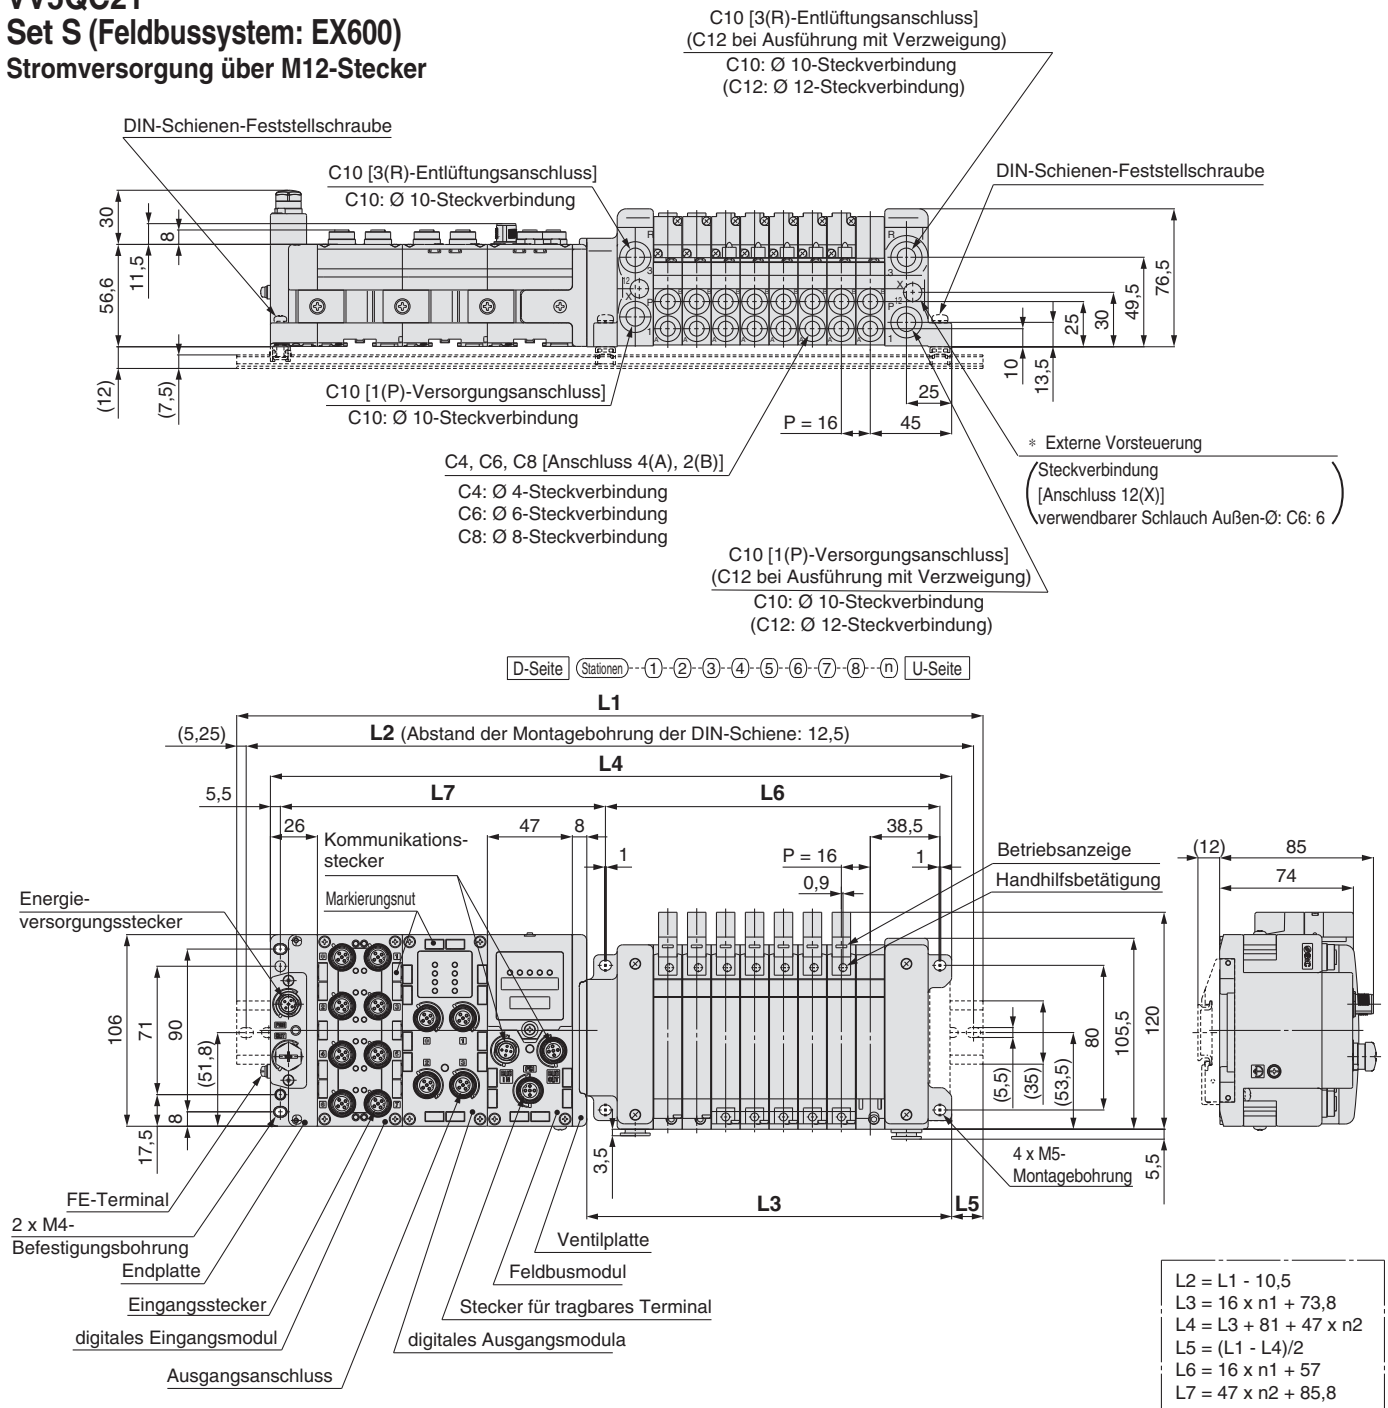 Set S (Feldbussystem: EX600)
Stromversorgung über M12-Stecker
C10 [3(R)-Entlüftungsanschluss]
(C12 bei Ausführung mit Verzweigung)
C10: Ø 10-Steckverbindung
(C12: Ø 12-Steckverbindung)
DIN-Schienen-Feststellschraube
C10 [3(R)-Entlüftungsanschluss]
C10: Ø 10-Steckverbindung
DIN-Schienen-Feststellschraube
30
8
11,5
56,6
(12)
(7,5)
R
3
12
X
P
1
R
3
X
12
P
1
76,5
49,5
30
25
13,5
10
25
P = 16
45
C10 [1(P)-Versorgungsanschluss]
C10: Ø 10-Steckverbindung
C4, C6, C8 [Anschluss 4(A), 2(B)]
C4: Ø 4-Steckverbindung
C6: Ø 6-Steckverbindung
C8: Ø 8-Steckverbindung
* Externe Vorsteuerung
Steckverbindung
[Anschluss 12(X)]
verwendbarer Schlauch Außen-Ø: C6: 6
C10 [1(P)-Versorgungsanschluss]
(C12 bei Ausführung mit Verzweigung)
C10: Ø 10-Steckverbindung
(C12: Ø 12-Steckverbindung)
D-Seite Stationen 1 2 3 4 5 6 7 8 n U-Seite
L1
(5,25)
L2 (Abstand der Montagebohrung der DIN-Schiene: 12,5)
L4
5,5
L7
L6
26
47
8
38,5
Kommunikations-
stecker
1
P = 16
1
0,9
Betriebsanzeige
Handhilfsbetätigung
(12)
85
74
Energie-
versorgungsstecker
Markierungsnut
106
71
90
(51,8)
8
17,5
3,5
(5,5)
(35)
(53,5)
80
105,5
120
5,5
4 x M5-
Montagebohrung
L3
L5
FE-Terminal
2 x M4-
Befestigungsbohrung
Endplatte
Eingangsstecker
digitales Eingangsmodul
Ausgangsanschluss
Ventilplatte
Feldbusmodul
Stecker für tragbares Terminal
digitales Ausgangsmodula
L2 = L1 - 10,5
L3 = 16 x n1 + 73,8
L4 = L3 + 81 + 47 x n2
L5 = (L1 - L4)/2
L6 = 16 x n1 + 57
L7 = 47 x n2 + 85,8